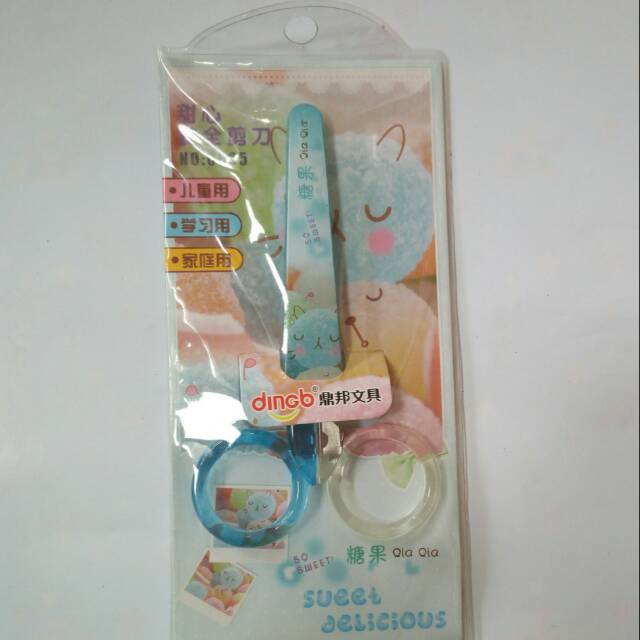 甜心
安全剪刀
儿童用
学习用
家庭用
糖果 Qia Qia
SO SWEET!
dingb® 鼎邦文具
SO
SWEET!
糖果 Qia Qia
sweet
delicious